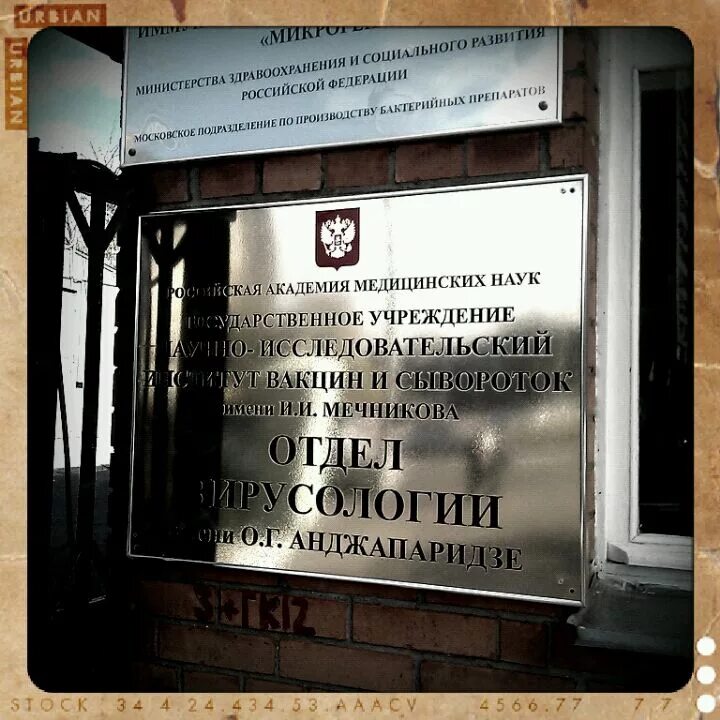 URBIAN
URBIAN
«МИКРОГЕН»
МИНИСТЕРСТВА ЗДРАВООХРАНЕНИЯ И СОЦИАЛЬНОГО РАЗВИТИЯ
РОССИЙСКОЙ ФЕДЕРАЦИИ
МОСКОВСКОЕ ПОДРАЗДЕЛЕНИЕ ПО ПРОИЗВОДСТВУ БАКТЕРИЙНЫХ ПРЕПАРАТОВ
РОССИЙСКАЯ АКАДЕМИЯ МЕДИЦИНСКИХ НАУК
ГОСУДАРСТВЕННОЕ УЧРЕЖДЕНИЕ
НАУЧНО- ИССЛЕДОВАТЕЛЬСКИЙ
ИНСТИТУТ ВАКЦИН И СЫВОРОТОК
имени И.И. МЕЧНИКОВА
ОТДЕЛ
ВИРУСОЛОГИИ
имени О.Г. АНДЖАПАРИДЗЕ
STOCK 34 4.24.434.53.AAACV 4566.77 7.7